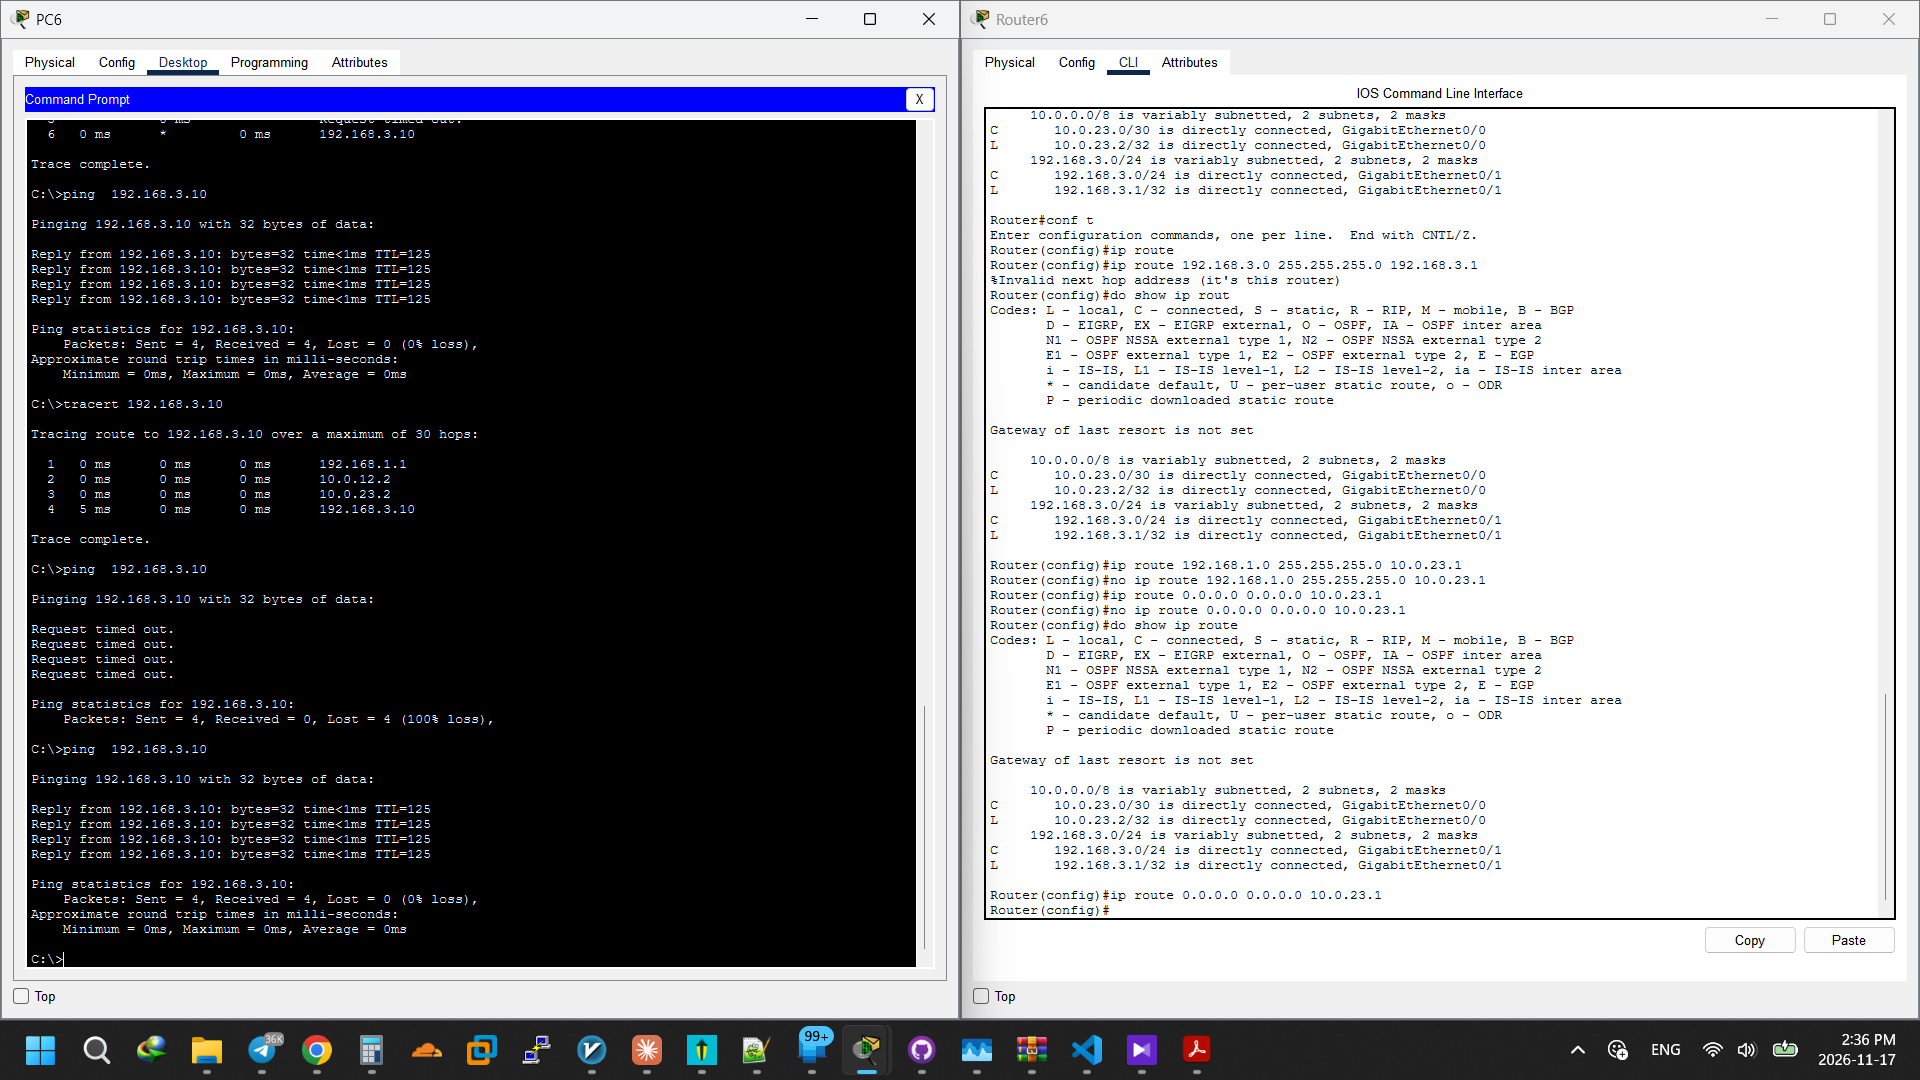 PC6
Physical Config Desktop Programming Attributes
Command Prompt X
6 0 ms * 0 ms 192.168.3.10
Trace complete.
C:\>ping 192.168.3.10
Pinging 192.168.3.10 with 32 bytes of data:
Reply from 192.168.3.10: bytes=32 time<1ms TTL=125
Reply from 192.168.3.10: bytes=32 time<1ms TTL=125
Reply from 192.168.3.10: bytes=32 time<1ms TTL=125
Reply from 192.168.3.10: bytes=32 time<1ms TTL=125
Ping statistics for 192.168.3.10:
Packets: Sent = 4, Received = 4, Lost = 0 (0% loss),
Approximate round trip times in milli-seconds:
Minimum = 0ms, Maximum = 0ms, Average = 0ms
C:\>tracert 192.168.3.10
Tracing route to 192.168.3.10 over a maximum of 30 hops:
1 0 ms 0 ms 0 ms 192.168.1.1
2 0 ms 0 ms 0 ms 10.0.12.2
3 0 ms 0 ms 0 ms 10.0.23.2
4 5 ms 0 ms 0 ms 192.168.3.10
Trace complete.
C:\>ping 192.168.3.10
Pinging 192.168.3.10 with 32 bytes of data:
Request timed out.
Request timed out.
Request timed out.
Request timed out.
Ping statistics for 192.168.3.10:
Packets: Sent = 4, Received = 0, Lost = 4 (100% loss),
C:\>ping 192.168.3.10
Pinging 192.168.3.10 with 32 bytes of data:
Reply from 192.168.3.10: bytes=32 time<1ms TTL=125
Reply from 192.168.3.10: bytes=32 time<1ms TTL=125
Reply from 192.168.3.10: bytes=32 time<1ms TTL=125
Reply from 192.168.3.10: bytes=32 time<1ms TTL=125
Ping statistics for 192.168.3.10:
Packets: Sent = 4, Received = 4, Lost = 0 (0% loss),
Approximate round trip times in milli-seconds:
Minimum = 0ms, Maximum = 0ms, Average = 0ms
C:\>
Top
Router6
Physical Config CLI Attributes
IOS Command Line Interface
10.0.0.0/8 is variably subnetted, 2 subnets, 2 masks
C 10.0.23.0/30 is directly connected, GigabitEthernet0/0
L 10.0.23.2/32 is directly connected, GigabitEthernet0/0
192.168.3.0/24 is variably subnetted, 2 subnets, 2 masks
C 192.168.3.0/24 is directly connected, GigabitEthernet0/1
L 192.168.3.1/32 is directly connected, GigabitEthernet0/1
Router#conf t
Enter configuration commands, one per line. End with CNTL/Z.
Router(config)#ip route
Router(config)#ip route 192.168.3.0 255.255.255.0 192.168.3.1
%Invalid next hop address (it's this router)
Router(config)#do show ip rout
Codes: L - local, C - connected, S - static, R - RIP, M - mobile, B - BGP
D - EIGRP, EX - EIGRP external, O - OSPF, IA - OSPF inter area
N1 - OSPF NSSA external type 1, N2 - OSPF NSSA external type 2
E1 - OSPF external type 1, E2 - OSPF external type 2, E - EGP
i - IS-IS, L1 - IS-IS level-1, L2 - IS-IS level-2, ia - IS-IS inter area
* - candidate default, U - per-user static route, o - ODR
P - periodic downloaded static route
Gateway of last resort is not set
10.0.0.0/8 is variably subnetted, 2 subnets, 2 masks
C 10.0.23.0/30 is directly connected, GigabitEthernet0/0
L 10.0.23.2/32 is directly connected, GigabitEthernet0/0
192.168.3.0/24 is variably subnetted, 2 subnets, 2 masks
C 192.168.3.0/24 is directly connected, GigabitEthernet0/1
L 192.168.3.1/32 is directly connected, GigabitEthernet0/1
Router(config)#ip route 192.168.1.0 255.255.255.0 10.0.23.1
Router(config)#no ip route 192.168.1.0 255.255.255.0 10.0.23.1
Router(config)#ip route 0.0.0.0 0.0.0.0 10.0.23.1
Router(config)#no ip route 0.0.0.0 0.0.0.0 10.0.23.1
Router(config)#do show ip route
Codes: L - local, C - connected, S - static, R - RIP, M - mobile, B - BGP
D - EIGRP, EX - EIGRP external, O - OSPF, IA - OSPF inter area
N1 - OSPF NSSA external type 1, N2 - OSPF NSSA external type 2
E1 - OSPF external type 1, E2 - OSPF external type 2, E - EGP
i - IS-IS, L1 - IS-IS level-1, L2 - IS-IS level-2, ia - IS-IS inter area
* - candidate default, U - per-user static route, o - ODR
P - periodic downloaded static route
Gateway of last resort is not set
10.0.0.0/8 is variably subnetted, 2 subnets, 2 masks
C 10.0.23.0/30 is directly connected, GigabitEthernet0/0
L 10.0.23.2/32 is directly connected, GigabitEthernet0/0
192.168.3.0/24 is variably subnetted, 2 subnets, 2 masks
C 192.168.3.0/24 is directly connected, GigabitEthernet0/1
L 192.168.3.1/32 is directly connected, GigabitEthernet0/1
Router(config)#ip route 0.0.0.0 0.0.0.0 10.0.23.1
Router(config)#
Copy Paste
Top
36K
99+
ENG
2:36 PM
2026-11-17